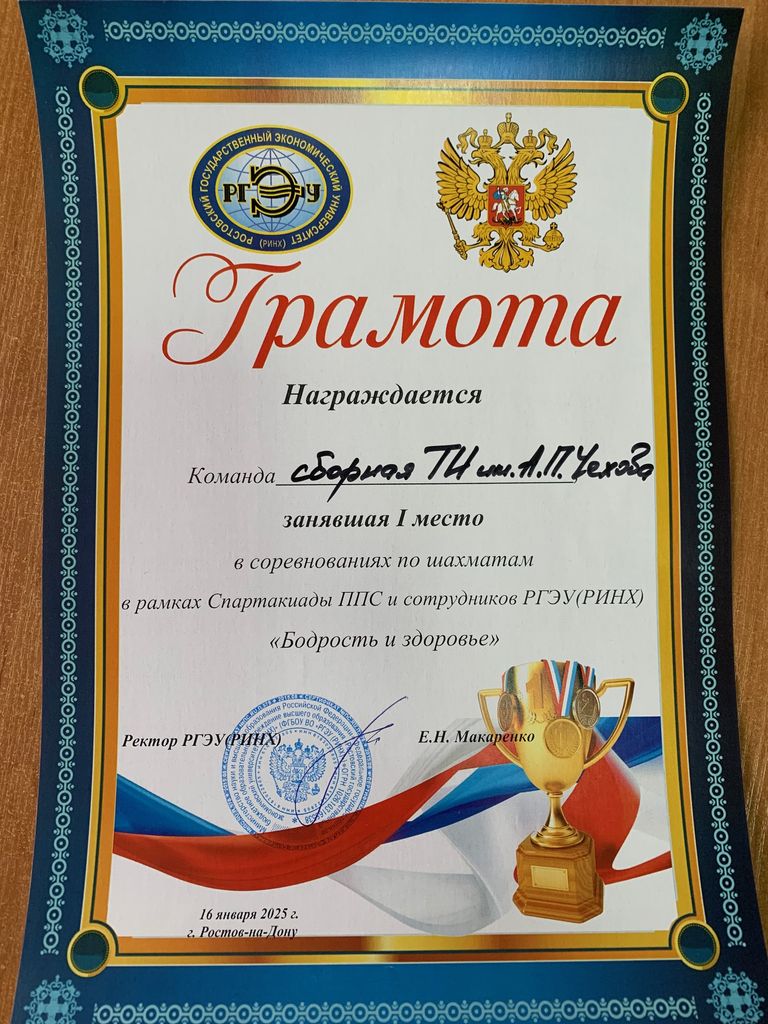 РОСТОВСКИЙ ГОСУДАРСТВЕННЫЙ ЭКОНОМИЧЕСКИЙ УНИВЕРСИТЕТ
РГЭУ
(РИНХ)
Грамота
Награждается
Команда сборная ТИ им. А.П. Чехова
занявшая I место
в соревнованиях по шахматам
в рамках Спартакиады ППС и сотрудников РГЭУ(РИНХ)
«Бодрость и здоровье»
Ректор РГЭУ(РИНХ) Е.Н. Макаренко
16 января 2025 г.
г. Ростов-на-Дону